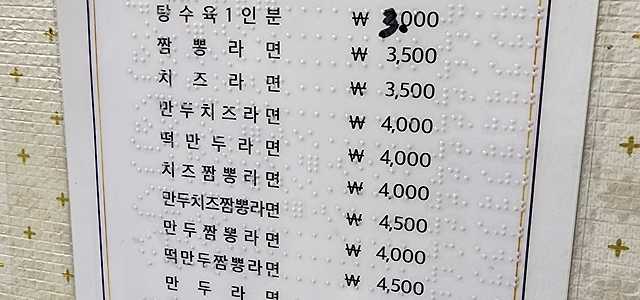 탕수육1인분 ₩ 3,000
짬뽕라면 ₩ 3,500
치즈라면 ₩ 3,500
만두치즈라면 ₩ 4,000
떡만두라면 ₩ 4,000
치즈짬뽕라면 ₩ 4,000
만두치즈짬뽕라면 ₩ 4,500
만두짬뽕라면 ₩ 4,000
떡만두짬뽕라면 ₩ 4,500
만두라면